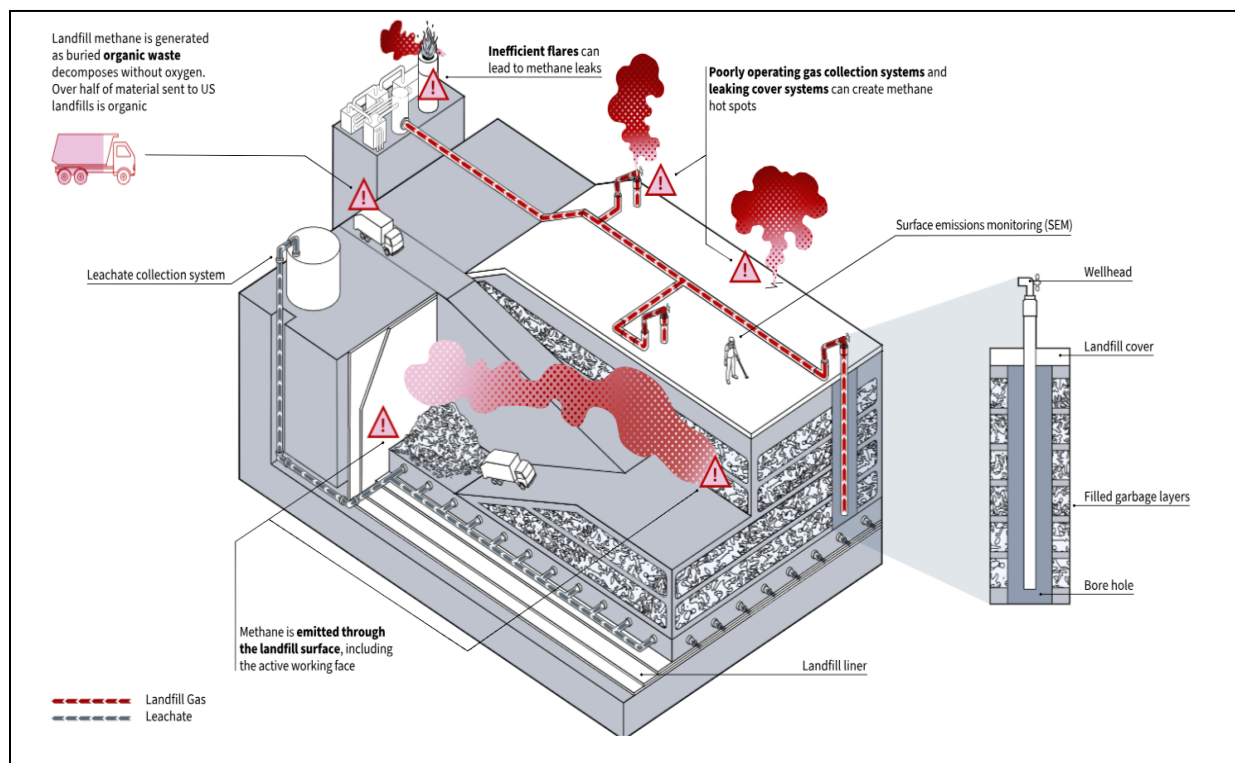 Landfill methane is generated
as buried organic waste
decomposes without oxygen.
Over half of material sent to US
landfills is organic
Inefficient flares can
lead to methane leaks
Poorly operating gas collection systems and
leaking cover systems can create methane
hot spots
Surface emissions monitoring (SEM)
Leachate collection system
Wellhead
Landfill cover
Filled garbage layers
Bore hole
Methane is emitted through
the landfill surface, including
the active working face
Landfill liner
Landfill Gas
Leachate
!
!
!
!
!
!